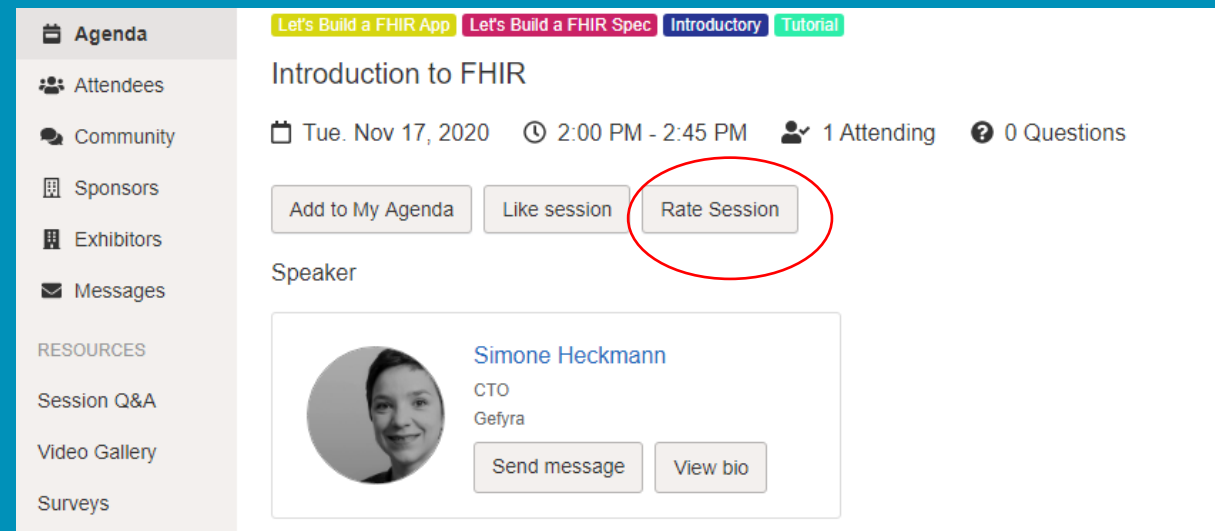 Agenda
Attendees
Community
Sponsors
Exhibitors
Messages
RESOURCES
Session Q&A
Video Gallery
Surveys
Let's Build a FHIR App Let's Build a FHIR Spec Introductory Tutorial
Introduction to FHIR
Tue. Nov 17, 2020 2:00 PM - 2:45 PM 1 Attending 0 Questions
Add to My Agenda Like session Rate Session
Speaker
Simone Heckmann
CTO
Gefyra
Send message View bio